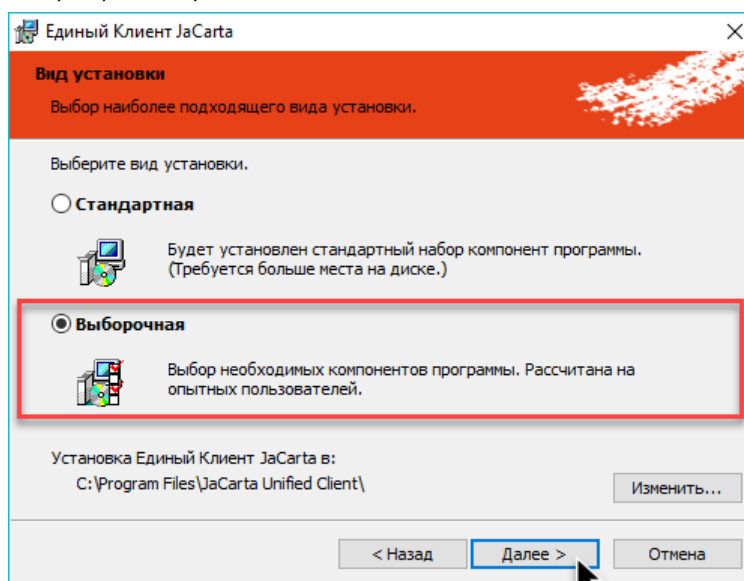 Единый Клиент JaCarta
Вид установки
Выбор наиболее подходящего вида установки.
Выберите вид установки.
Стандартная
Будет установлен стандартный набор компонент программы.
(Требуется больше места на диске.)
Выборочная
Выбор необходимых компонентов программы. Рассчитана на
опытных пользователей.
Установка Единый Клиент JaCarta в:
C:\Program Files\JaCarta Unified Client\
Изменить...
< Назад
Далее >
Отмена